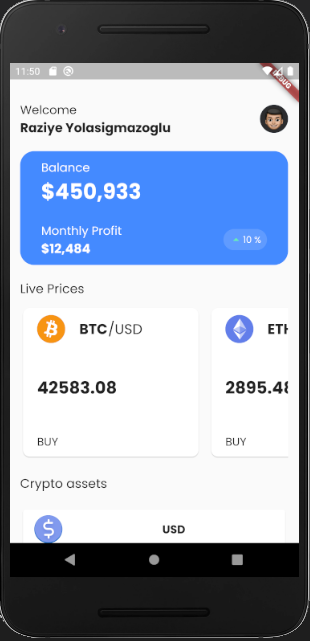 11:50
DEBUG
Welcome
Raziye Yolasigmazoglu
Balance
$450,933
Monthly Profit
$12,484
10 %
Live Prices
BTC/USD
ETH
42583.08
2895.48
BUY
BUY
Crypto assets
USD